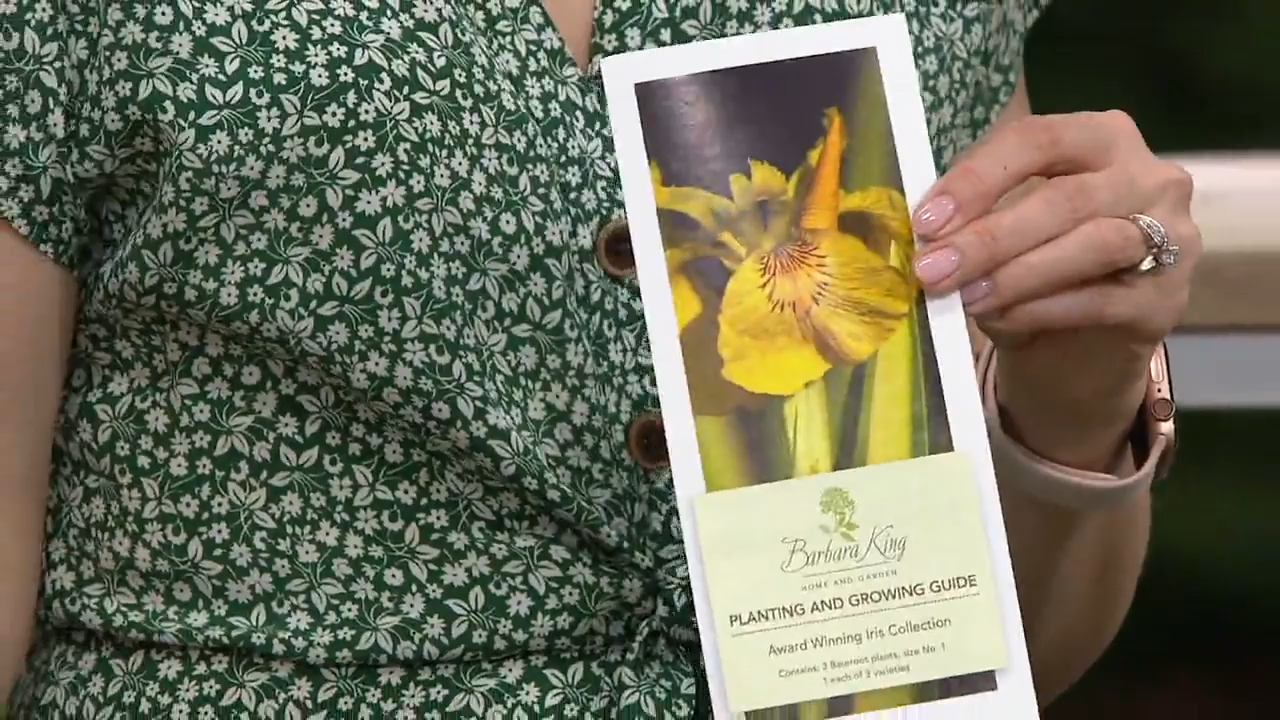 Barbara King
HOME AND GARDEN
PLANTING AND GROWING GUIDE
Award Winning Iris Collection
Contains: 3 Bareroot plants, size No. 1
1 each of 3 varieties